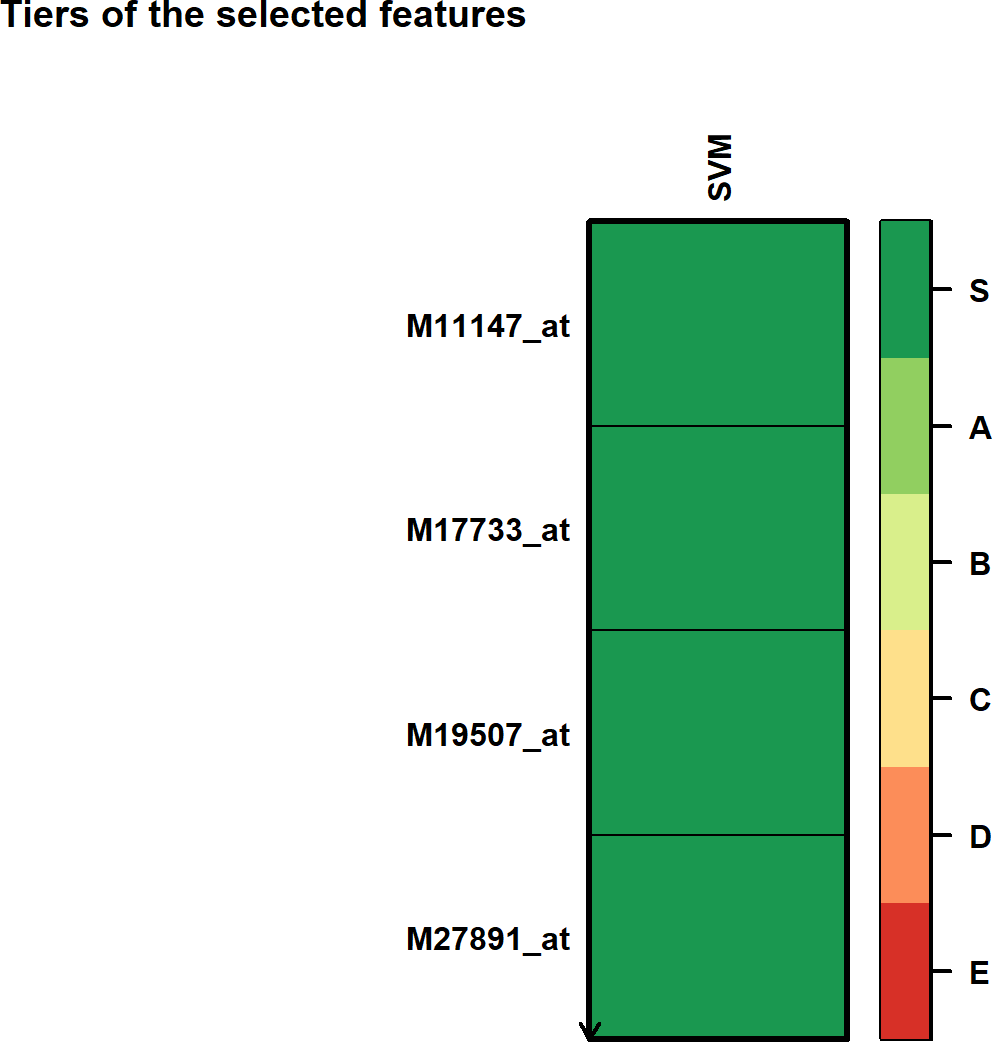 Tiers of the selected features
SVM
M11147_at
M17733_at
M19507_at
M27891_at
S
A
B
C
D
E